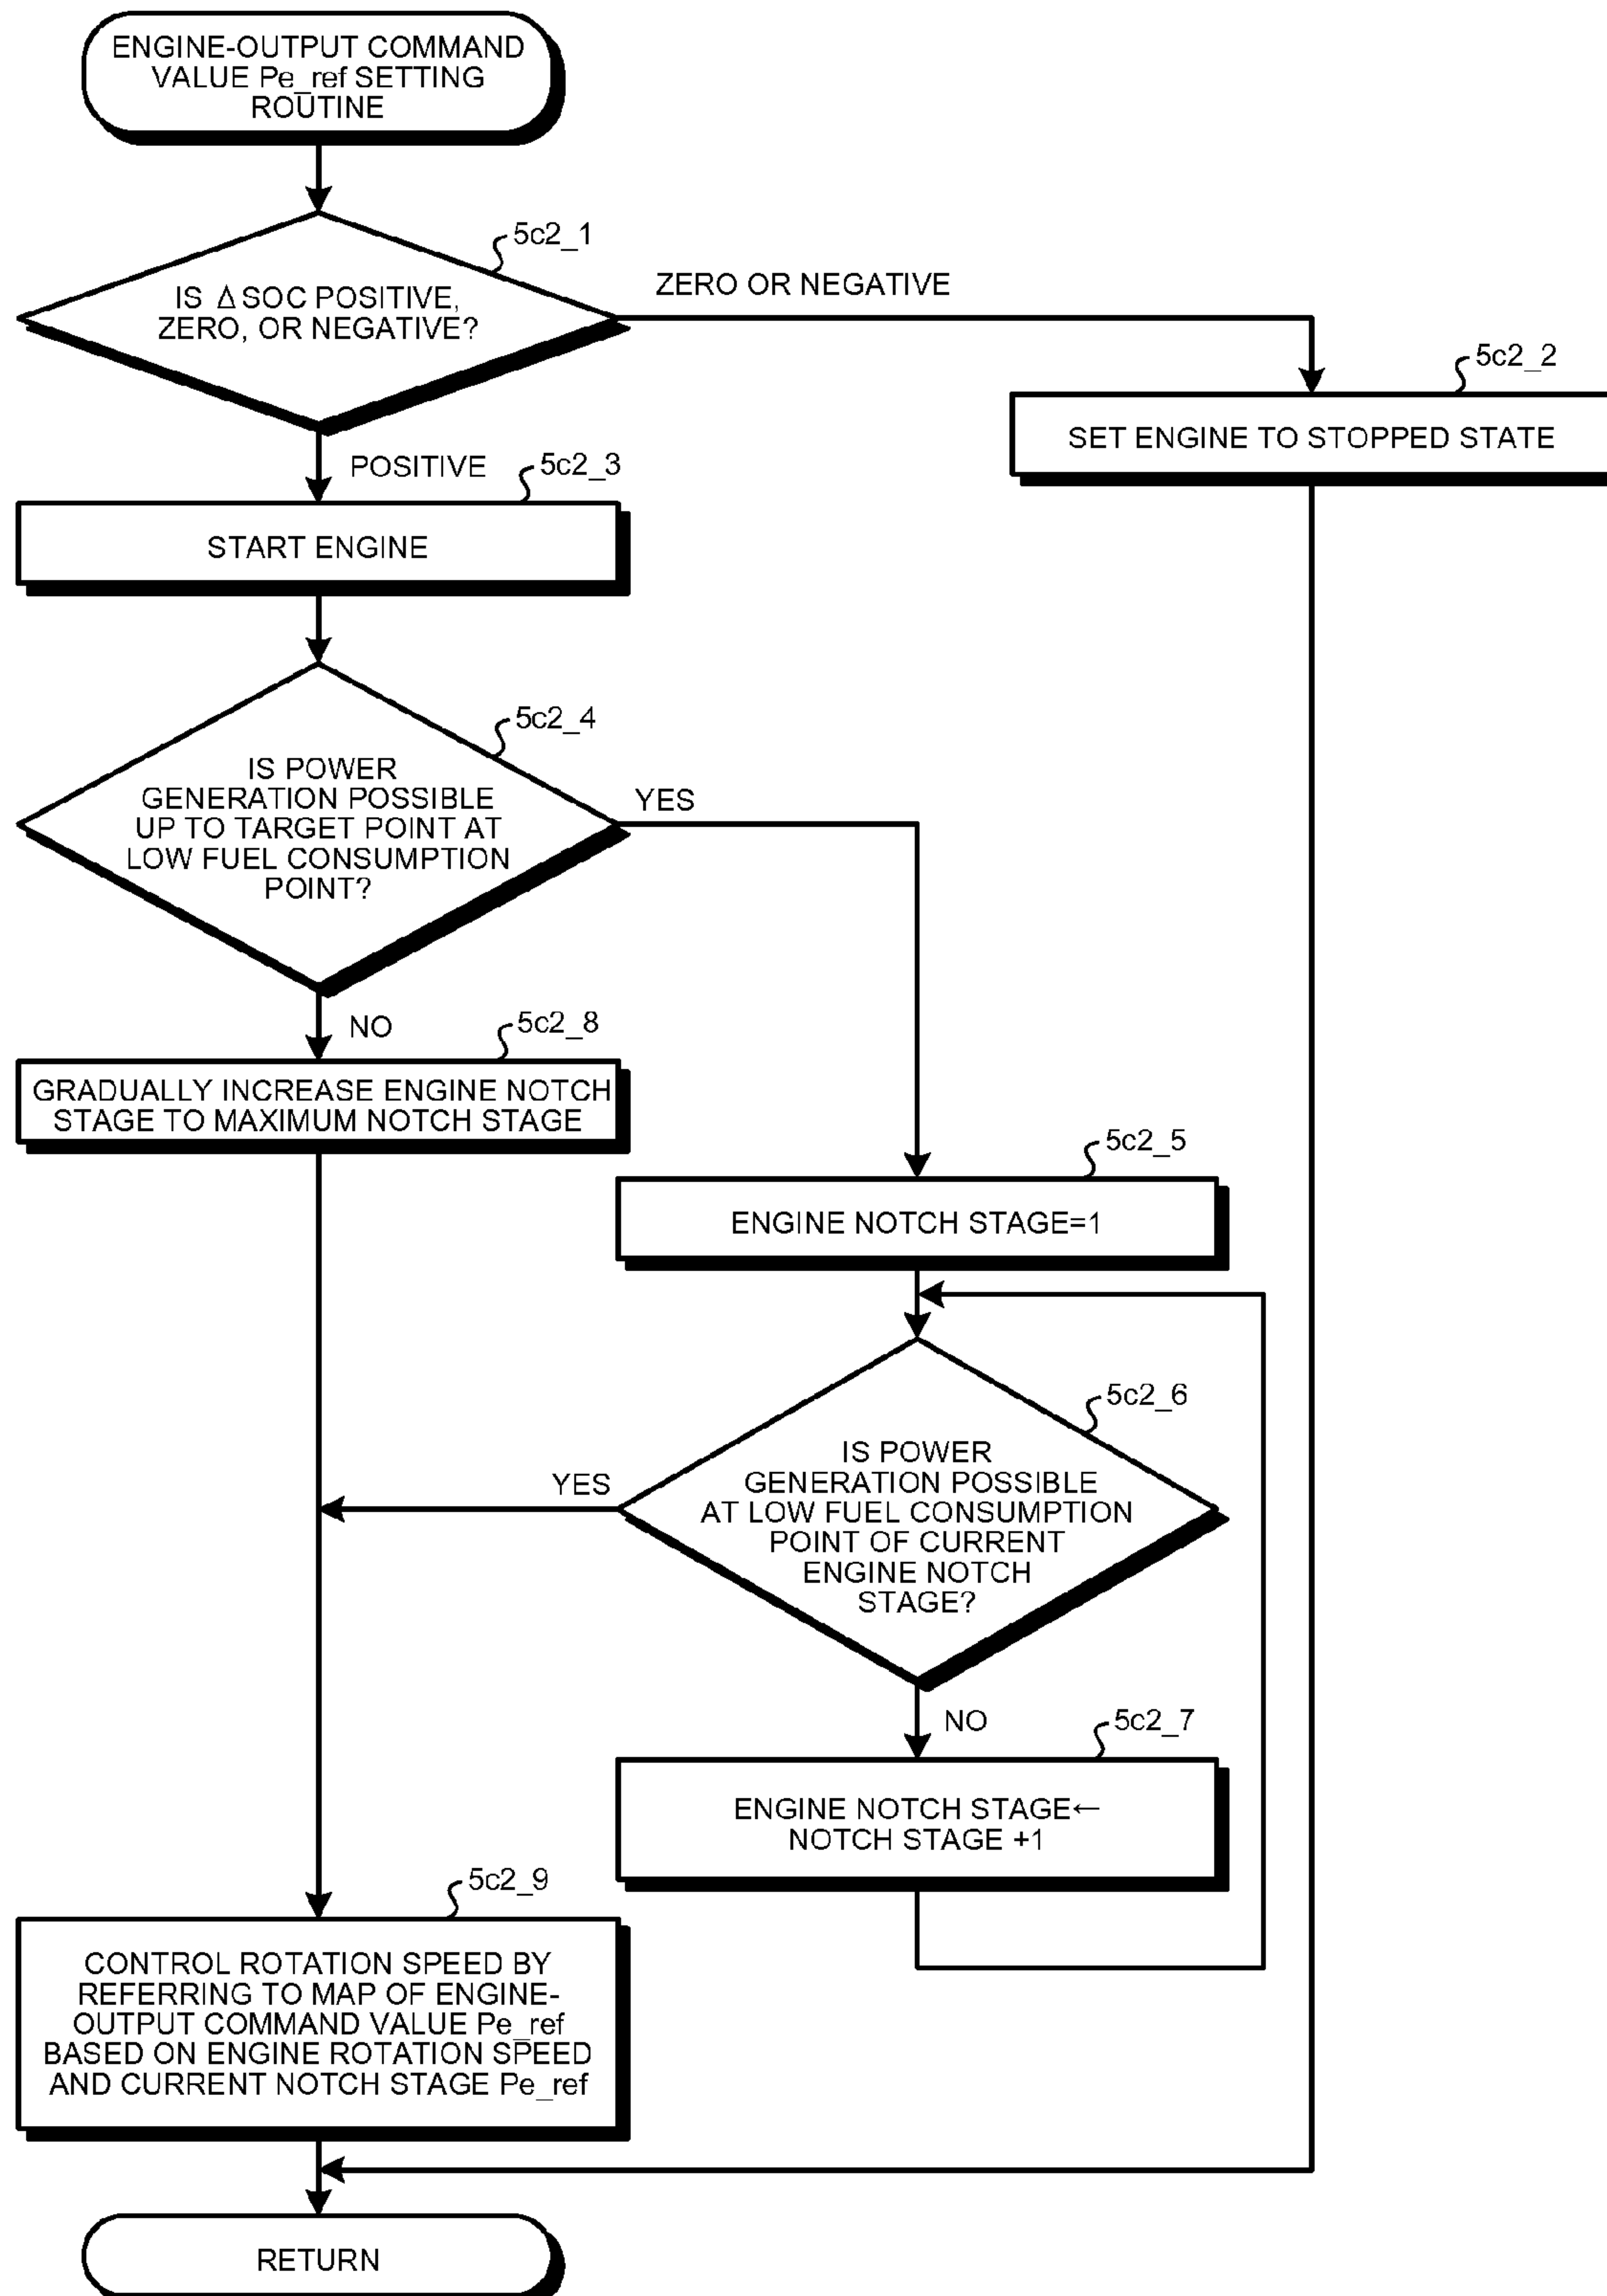 ENGINE-OUTPUT COMMAND
VALUE Pe_ref SETTING
ROUTINE
5c2_1
IS ΔSOC POSITIVE,
ZERO, OR NEGATIVE?
ZERO OR NEGATIVE
5c2_2
SET ENGINE TO STOPPED STATE
POSITIVE
5c2_3
START ENGINE
5c2_4
IS POWER
GENERATION POSSIBLE
UP TO TARGET POINT AT
LOW FUEL CONSUMPTION
POINT?
YES
NO
5c2_8
GRADUALLY INCREASE ENGINE NOTCH
STAGE TO MAXIMUM NOTCH STAGE
5c2_5
ENGINE NOTCH STAGE=1
5c2_6
IS POWER
GENERATION POSSIBLE
AT LOW FUEL CONSUMPTION
POINT OF CURRENT
ENGINE NOTCH
STAGE?
YES
NO
5c2_7
ENGINE NOTCH STAGE←
NOTCH STAGE +1
5c2_9
CONTROL ROTATION SPEED BY
REFERRING TO MAP OF ENGINE-
OUTPUT COMMAND VALUE Pe_ref
BASED ON ENGINE ROTATION SPEED
AND CURRENT NOTCH STAGE Pe_ref
RETURN